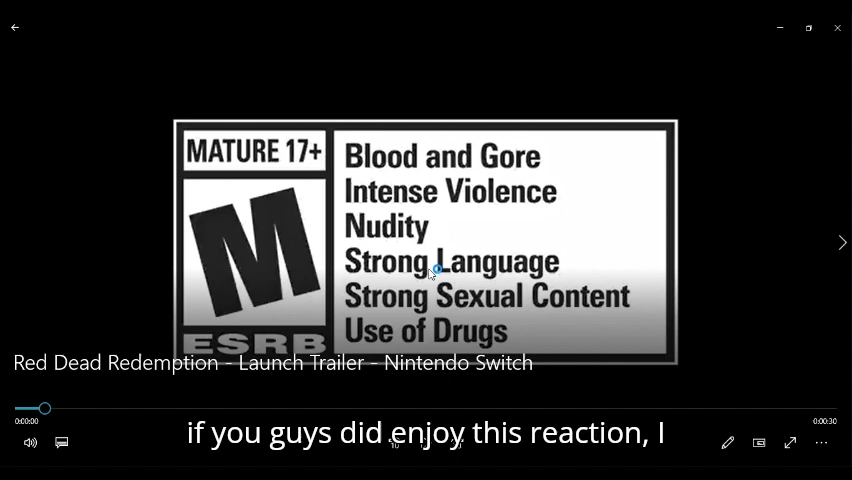 MATURE 17+
M
ESRB
Blood and Gore
Intense Violence
Nudity
Strong Language
Strong Sexual Content
Use of Drugs
Red Dead Redemption - Launch Trailer - Nintendo Switch
0:00:00
0:00:30
if you guys did enjoy this reaction, I